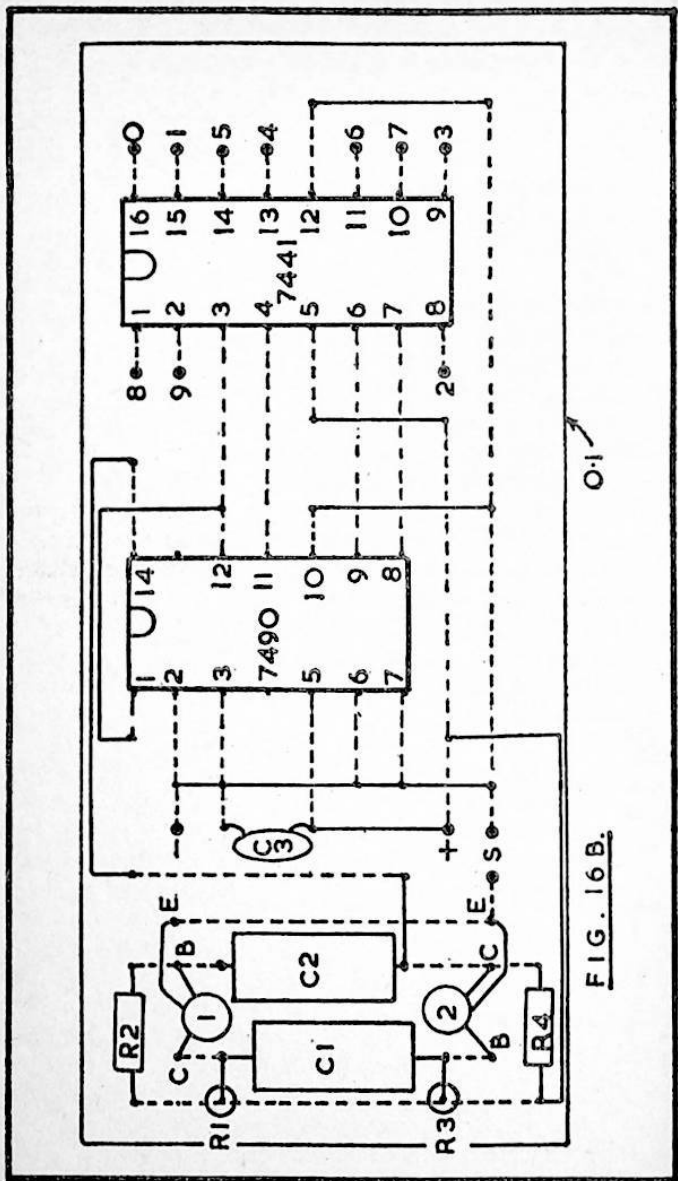 R2
1 14
8 1 16 0
C B E −
2
9 2 15 1
R1 1
3 12
3 14 5
C2
C3
7490 11
4 13 4
5 10
5 7441 12
C1
6 9
6 11 6
7 8
7 10 7
R3 2 +
2 8 9 3
B C E S
R4
0·1
FIG. 16B.